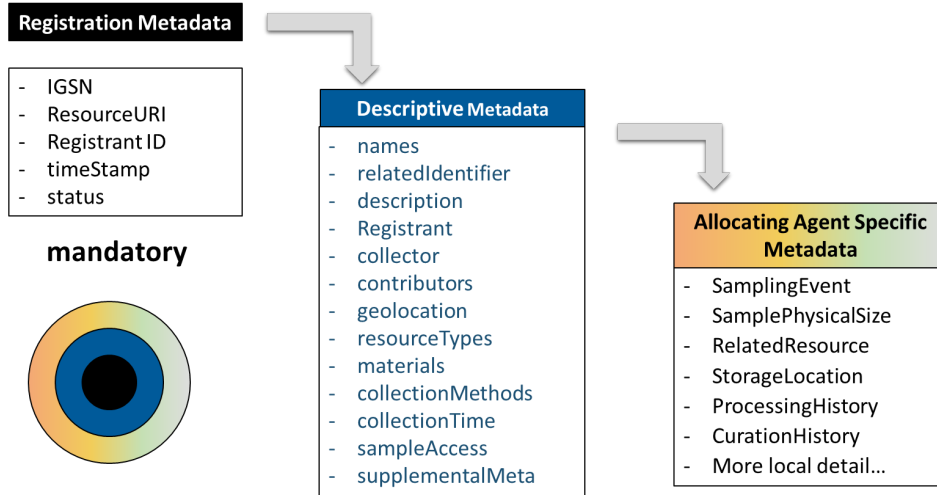 Registration Metadata
- IGSN
- ResourceURI
- Registrant ID
- timeStamp
- status
mandatory
Descriptive Metadata
- names
- relatedIdentifier
- description
- Registrant
- collector
- contributors
- geolocation
- resourceTypes
- materials
- collectionMethods
- collectionTime
- sampleAccess
- supplementalMeta
Allocating Agent Specific
Metadata
- SamplingEvent
- SamplePhysicalSize
- RelatedResource
- StorageLocation
- ProcessingHistory
- CurationHistory
- More local detail...